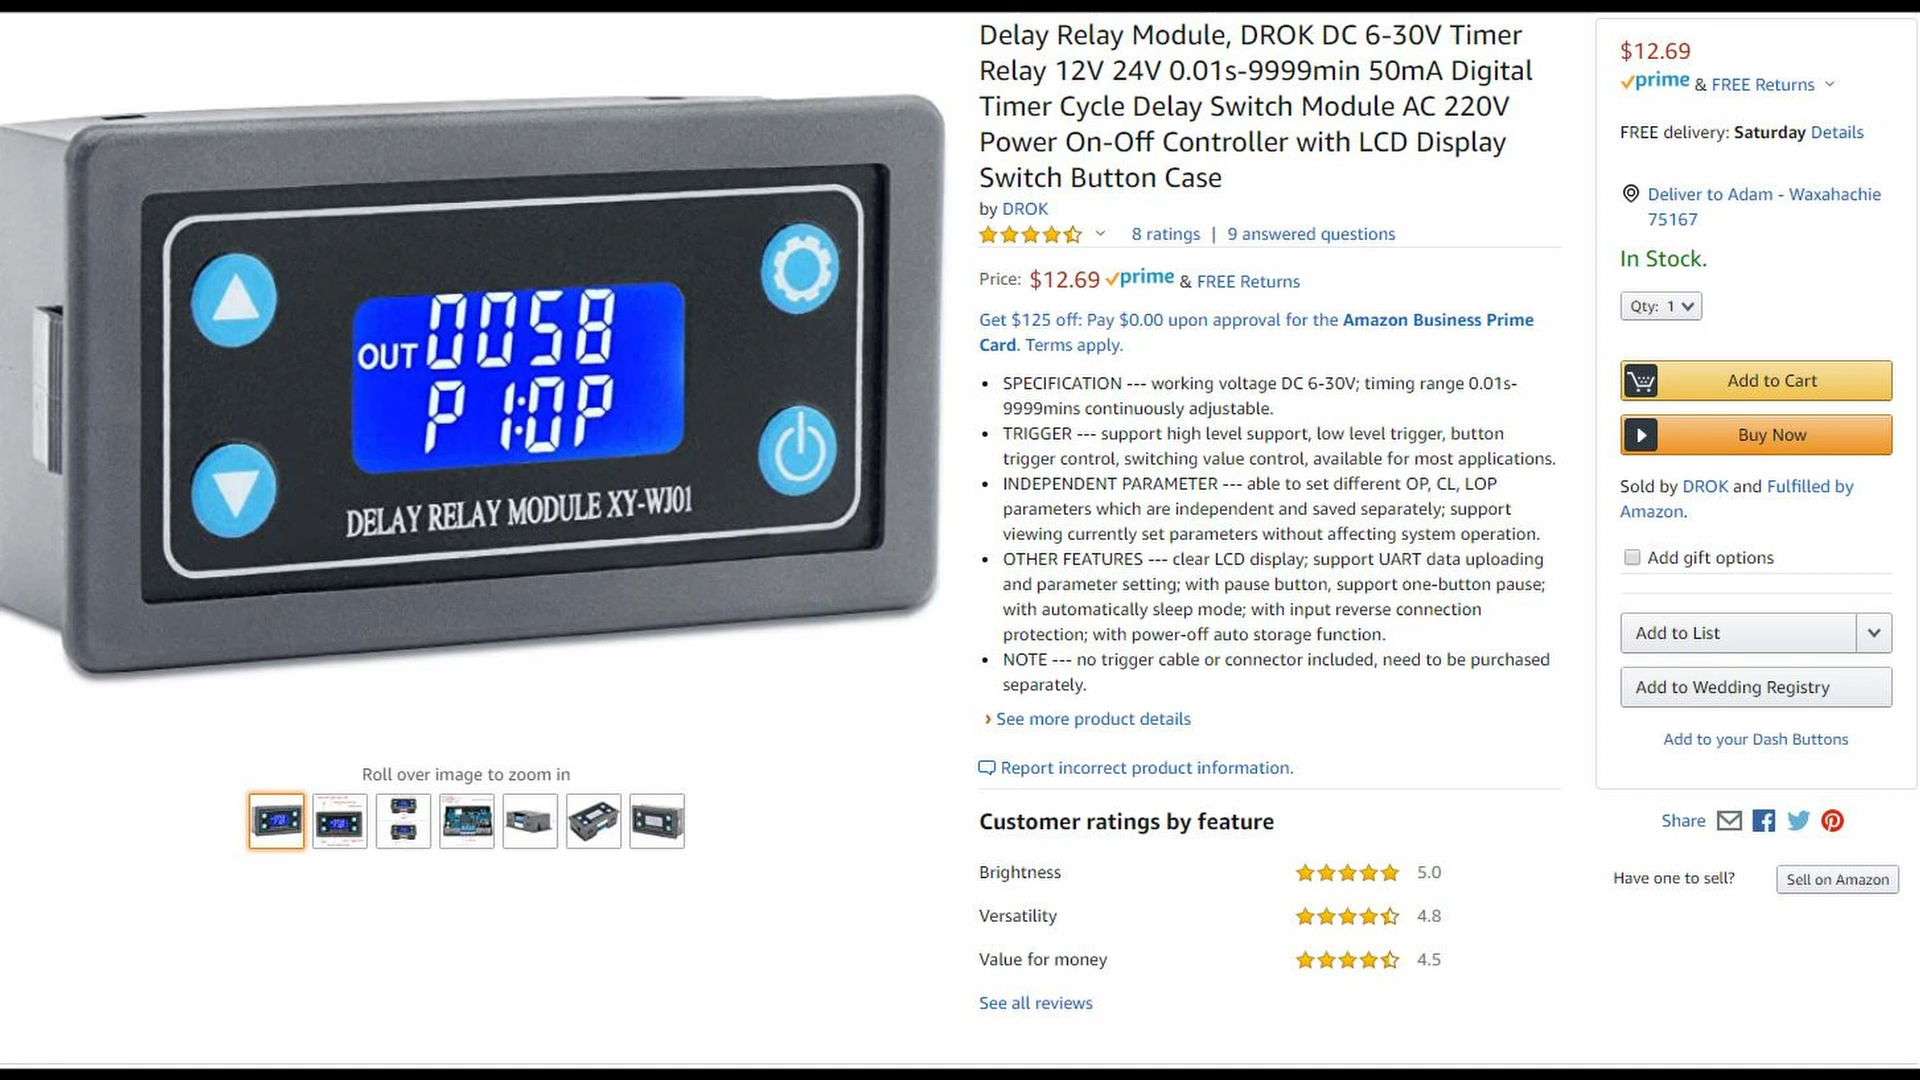 Delay Relay Module, DROK DC 6-30V Timer
Relay 12V 24V 0.01s-9999min 50mA Digital
Timer Cycle Delay Switch Module AC 220V
Power On-Off Controller with LCD Display
Switch Button Case
by DROK
8 ratings | 9 answered questions
Price: $12.69 prime & FREE Returns
Get $125 off: Pay $0.00 upon approval for the Amazon Business Prime
Card. Terms apply.
• SPECIFICATION --- working voltage DC 6-30V; timing range 0.01s-
9999mins continuously adjustable.
• TRIGGER --- support high level support, low level trigger, button
trigger control, switching value control, available for most applications.
• INDEPENDENT PARAMETER --- able to set different OP, CL, LOP
parameters which are independent and saved separately; support
viewing currently set parameters without affecting system operation.
• OTHER FEATURES --- clear LCD display; support UART data uploading
and parameter setting; with pause button, support one-button pause;
with automatically sleep mode; with input reverse connection
protection; with power-off auto storage function.
• NOTE --- no trigger cable or connector included, need to be purchased
separately.
› See more product details
Report incorrect product information.
Customer ratings by feature
Brightness 5.0
Versatility 4.8
Value for money 4.5
See all reviews
OUT 0058
P1:0P
DELAY RELAY MODULE XY-WJ01
Roll over image to zoom in
$12.69
prime & FREE Returns
FREE delivery: Saturday Details
Deliver to Adam - Waxahachie
75167
In Stock.
Qty: 1
Add to Cart
Buy Now
Sold by DROK and Fulfilled by
Amazon.
Add gift options
Add to List
Add to Wedding Registry
Add to your Dash Buttons
Share
Have one to sell? Sell on Amazon